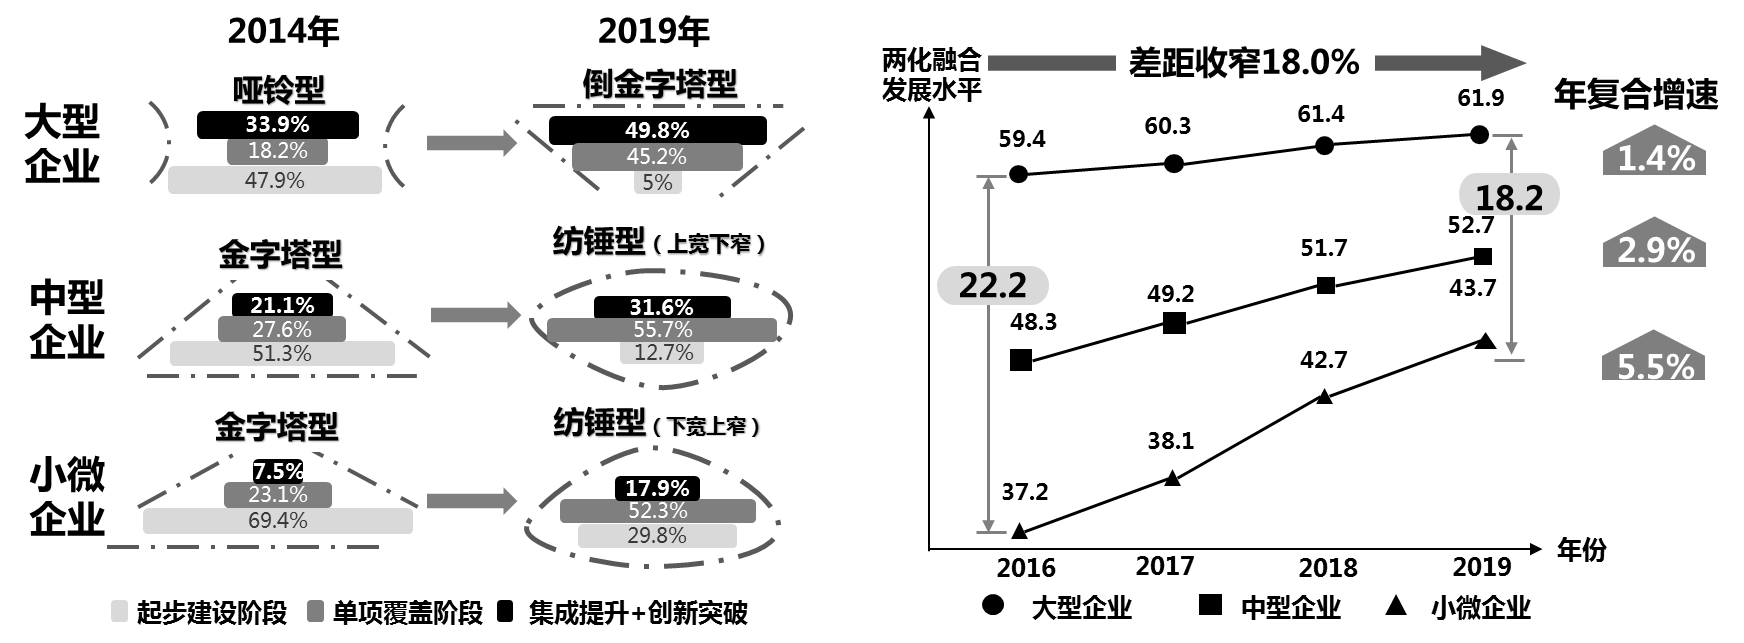 2014年
2019年
大型
企业
哑铃型
33.9%
18.2%
47.9%
倒金字塔型
49.8%
45.2%
5%
中型
企业
金字塔型
21.1%
27.6%
51.3%
纺锤型（上宽下窄）
31.6%
55.7%
12.7%
小微
企业
金字塔型
7.5%
23.1%
69.4%
纺锤型（下宽上窄）
17.9%
52.3%
29.8%
起步建设阶段
单项覆盖阶段
集成提升+创新突破
两化融合
发展水平
差距收窄18.0%
年复合增速
59.4
60.3
61.4
61.9
1.4%
22.2
18.2
48.3
49.2
51.7
52.7
2.9%
37.2
38.1
42.7
43.7
5.5%
2016
2017
2018
2019
年份
大型企业
中型企业
小微企业